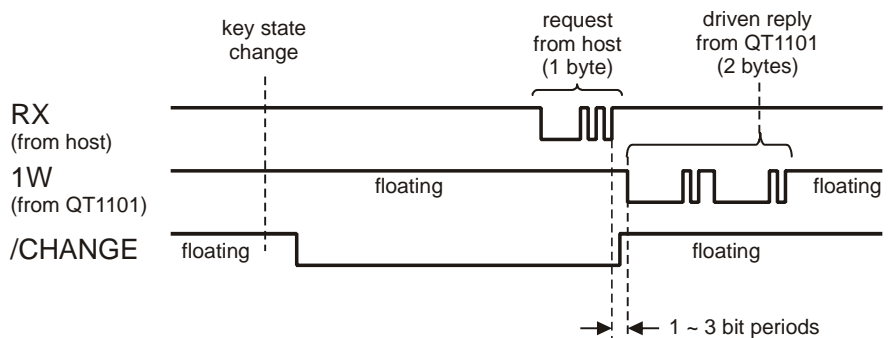 key state
change
request
from host
(1 byte)
driven reply
from QT1101
(2 bytes)
RX
(from host)
1W
(from QT1101)
floating
floating
/CHANGE
floating
floating
1 ~ 3 bit periods